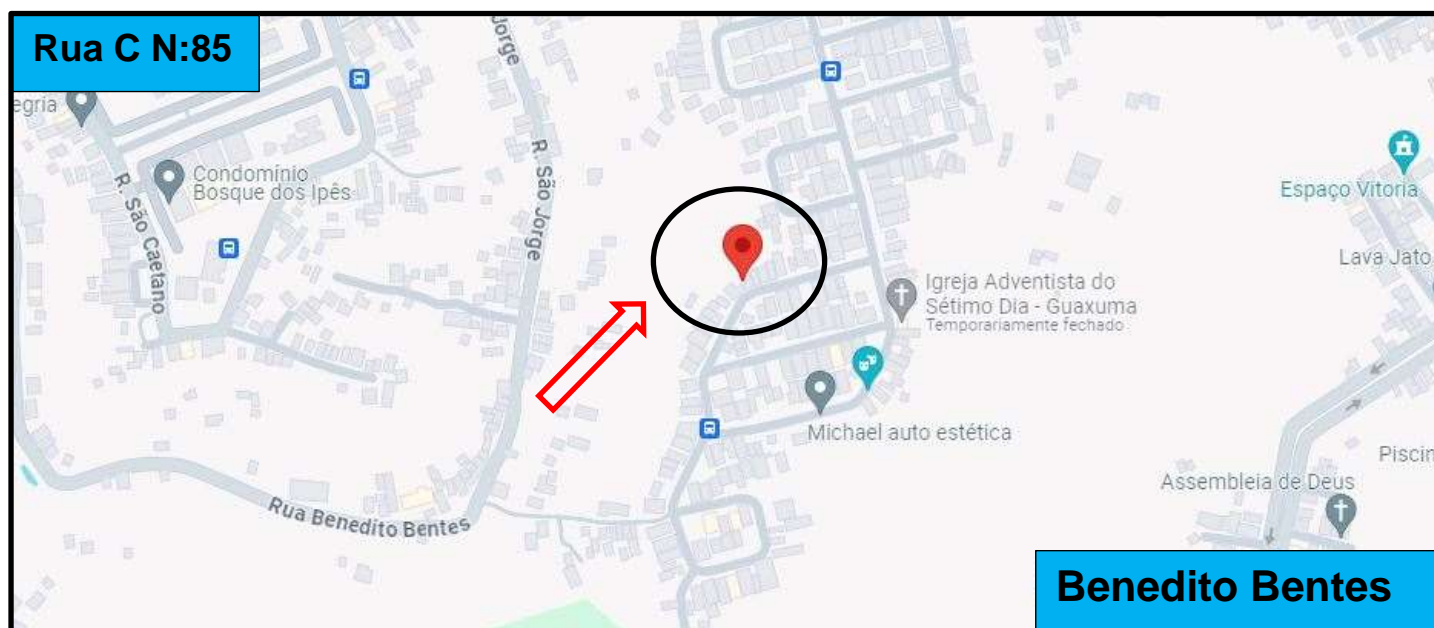 Rua C N:85
egria
Jorge
Condomínio
Bosque dos Ipês
R. São Caetano
R. São Jorge
Espaço Vitoria
Lava Jato
Igreja Adventista do
Sétimo Dia - Guaxuma
Temporariamente fechado
Michael auto estética
Piscin
Assembleia de Deus
Rua Benedito Bentes
Benedito Bentes